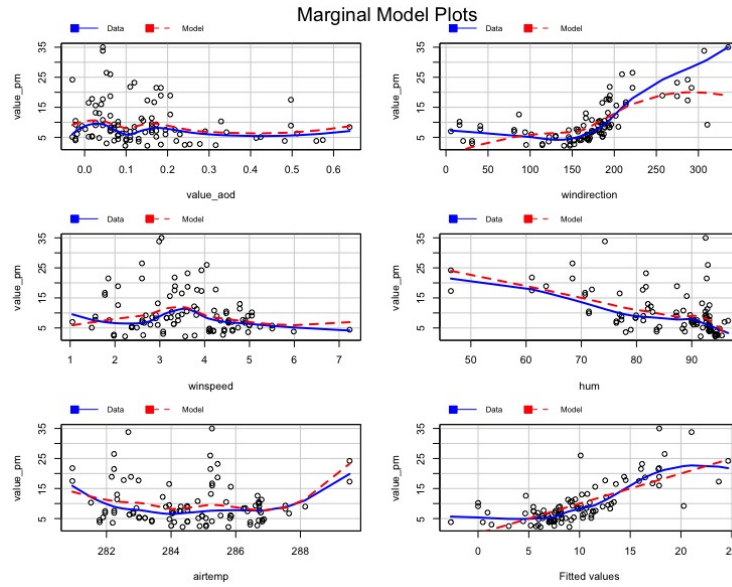 Marginal Model Plots
Data Model
value_pm
5 15 25 35
0.0 0.1 0.2 0.3 0.4 0.5 0.6
value_aod
Data Model
value_pm
5 15 25 35
0 50 100 150 200 250 300
windirection
Data Model
value_pm
5 15 25 35
1 2 3 4 5 6 7
winspeed
Data Model
value_pm
5 15 25 35
50 60 70 80 90
hum
Data Model
value_pm
5 15 25 35
282 284 286 288
airtemp
Data Model
value_pm
5 15 25 35
0 5 10 15 20 25
Fitted values